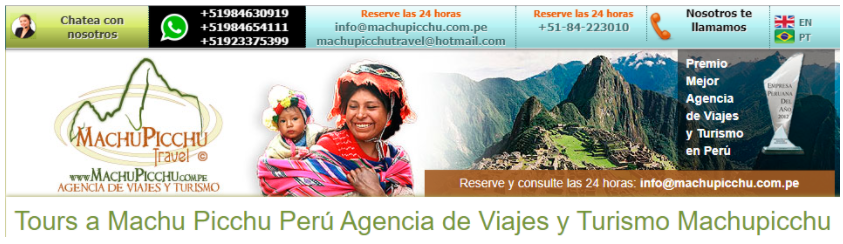 Chatea con
nosotros
+51984630919
+51984654111
+51923375399
Reserve las 24 horas
info@machupicchu.com.pe
machupicchutravel@hotmail.com
Reserve las 24 horas
+51-84-223010
Nosotros te
llamamos
EN
PT
MACHUPICCHU
Travel ©
www.MACHUPICCHU.COM.PE
AGENCIA DE VIAJES Y TURISMO
Premio
Mejor
Agencia
de Viajes
y Turismo
en Perú
EMPRESA
PERUANA
DEL
AÑO
2012
Reserve y consulte las 24 horas: info@machupicchu.com.pe
Tours a Machu Picchu Perú Agencia de Viajes y Turismo Machupicchu